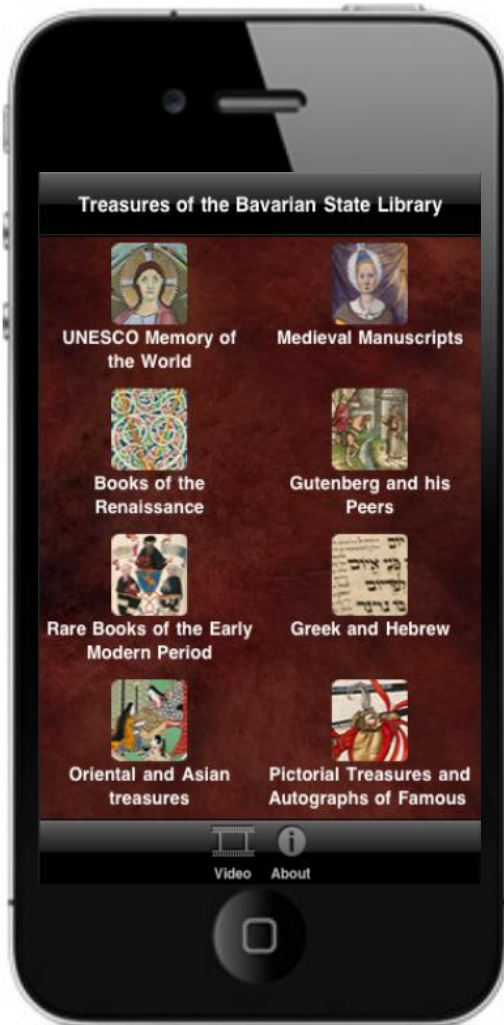 Treasures of the Bavarian State Library
UNESCO Memory of
the World
Medieval Manuscripts
Books of the
Renaissance
Gutenberg and his
Peers
Rare Books of the Early
Modern Period
Greek and Hebrew
Oriental and Asian
treasures
Pictorial Treasures and
Autographs of Famous
Video
About